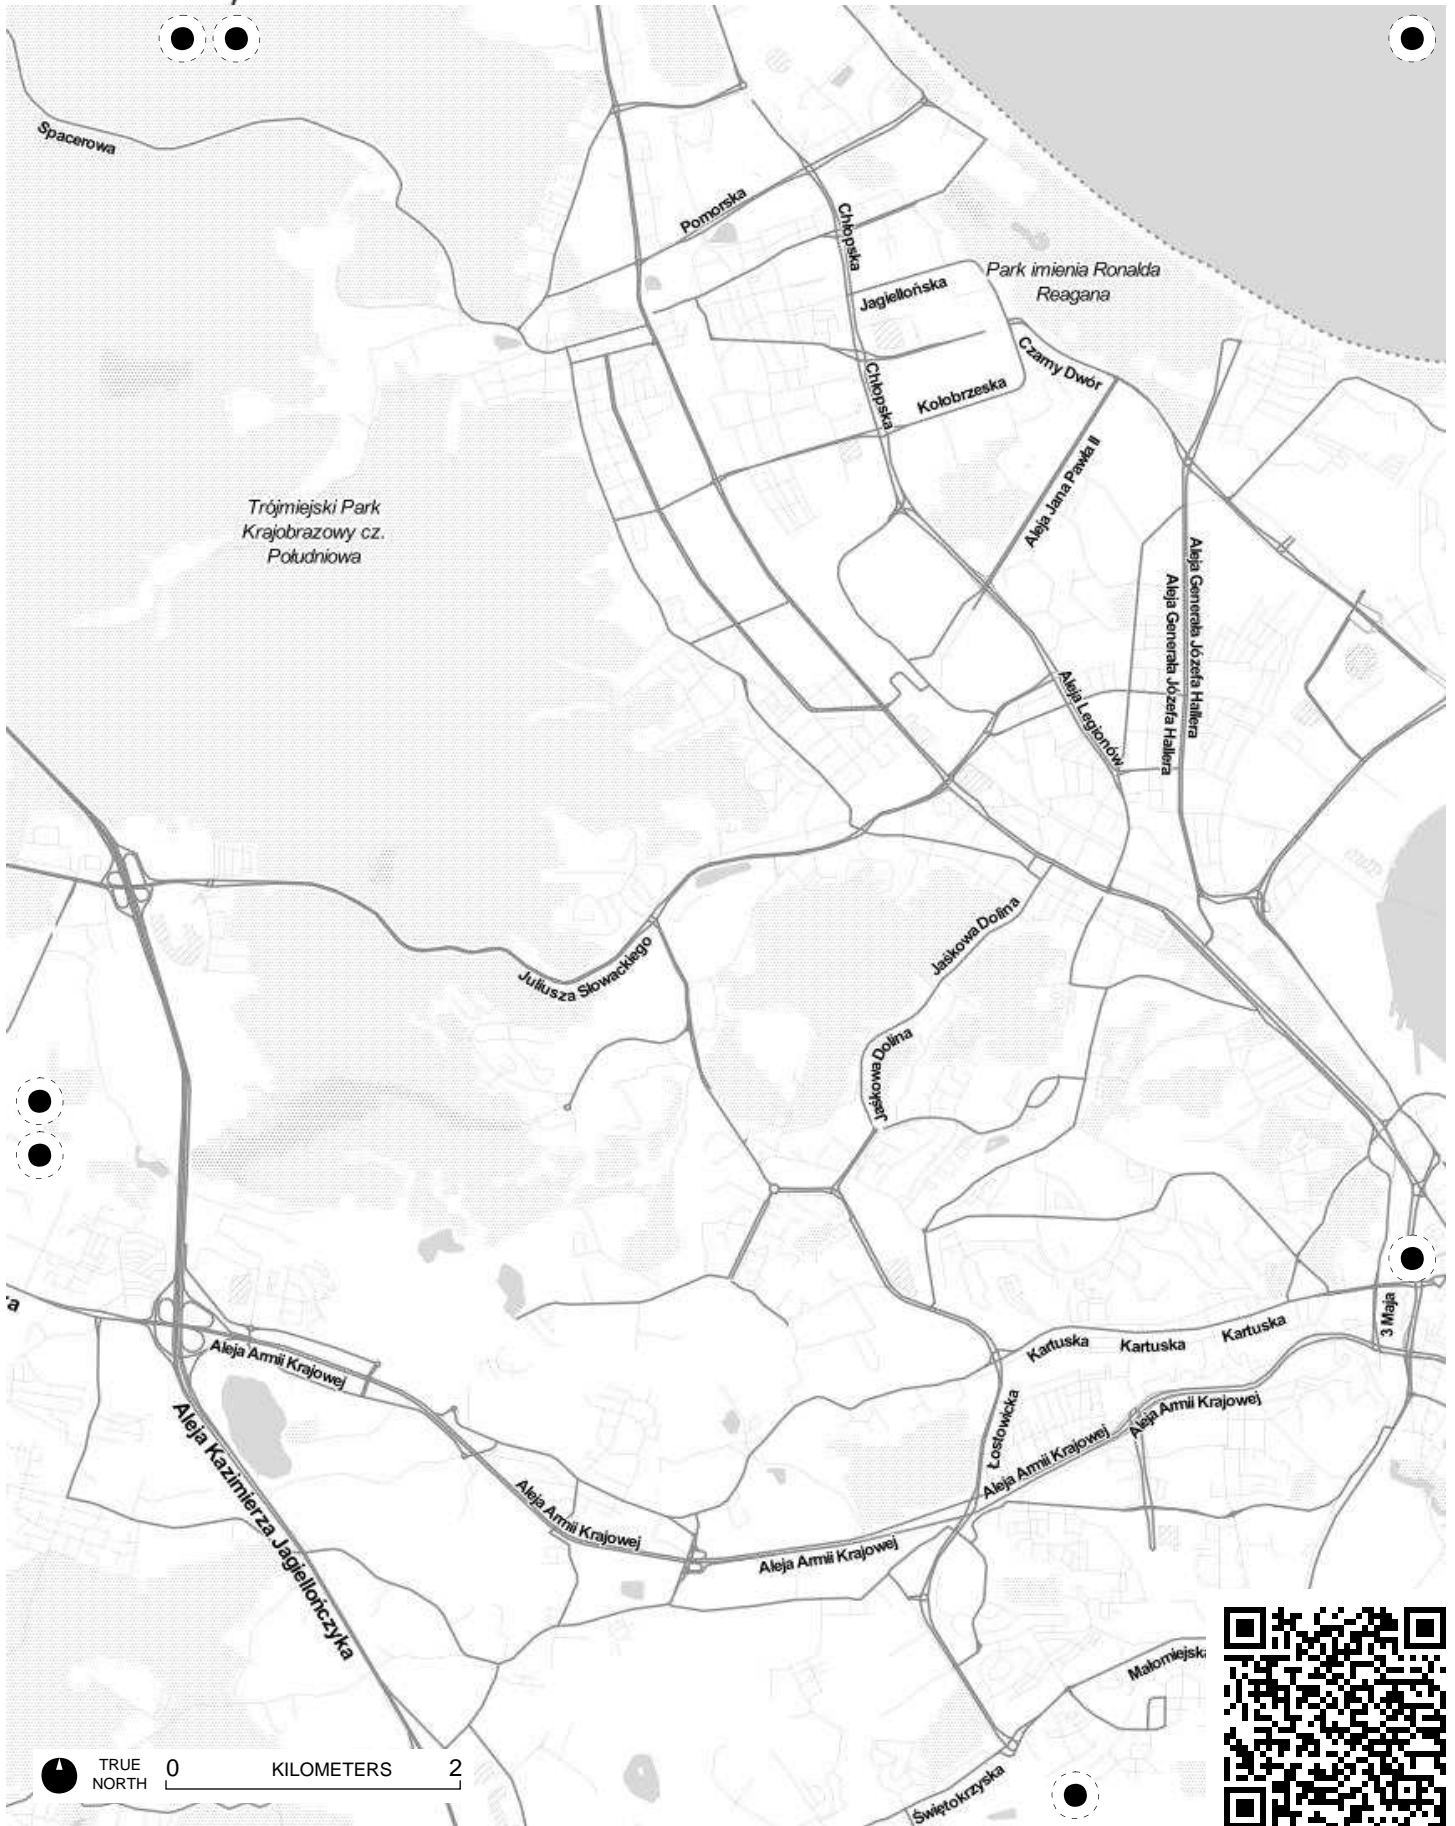 Spacerowa
Pomorska
Chłopska
Park imienia Ronalda
Reagana
Jagiellońska
Czarny Dwór
Chłopska
Kołobrzeska
Aleja Jana Pawła II
Trójmiejski Park
Krajobrazowy cz.
Południowa
Aleja Generała Józefa Hallera
Aleja Generała Józefa Hallera
Aleja Legionów
Jaśkowa Dolina
Juliusza Słowackiego
Jaśkowa Dolina
3 Maja
Kartuska
Kartuska
Kartuska
Aleja Armii Krajowej
Aleja Armii Krajowej
Łostowicka
Aleja Kazimierza Jagiellończyka
Aleja Armii Krajowej
Aleja Armii Krajowej
Aleja Armii Krajowej
Małomiejska
TRUE
NORTH
0 KILOMETERS 2
Świętokrzyska